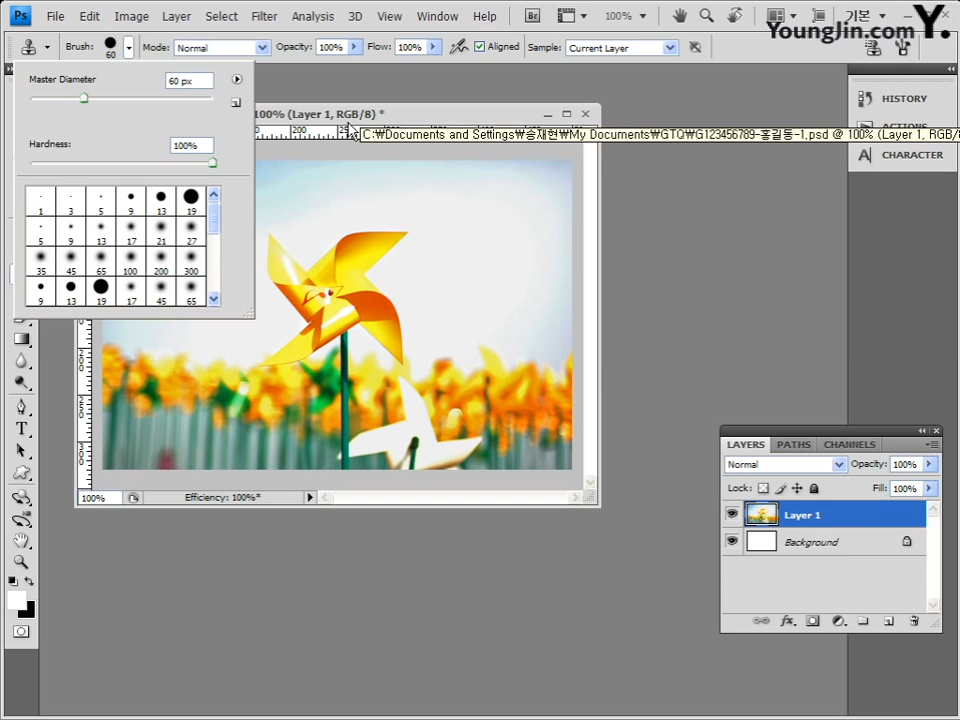 Ps File Edit Image Layer Select Filter Analysis 3D View Window Help Br 100% 기본
YoungJin.com Y.
Brush: 60 Mode: Normal Opacity: 100% Flow: 100% Aligned Sample: Current Layer
Master Diameter 60 px
Hardness: 100%
1 3 5 9 13 19
5 9 13 17 21 27
35 45 65 100 200 300
9 13 19 17 45 65
100% (Layer 1, RGB/8) *
C:₩Documents and Settings₩송재현₩My Documents₩GTQ₩G123456789-홍길동-1,psd @ 100% (Layer 1, RGB/8
HISTORY
ACTIONS
CHARACTER
100% Efficiency: 100%*
LAYERS PATHS CHANNELS
Normal Opacity: 100%
Lock: Fill: 100%
Layer 1
Background
fx